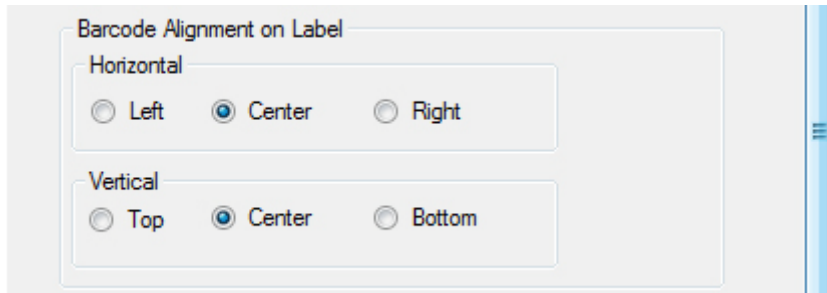 Barcode Alignment on Label
Horizontal
Left Center Right
Vertical
Top Center Bottom